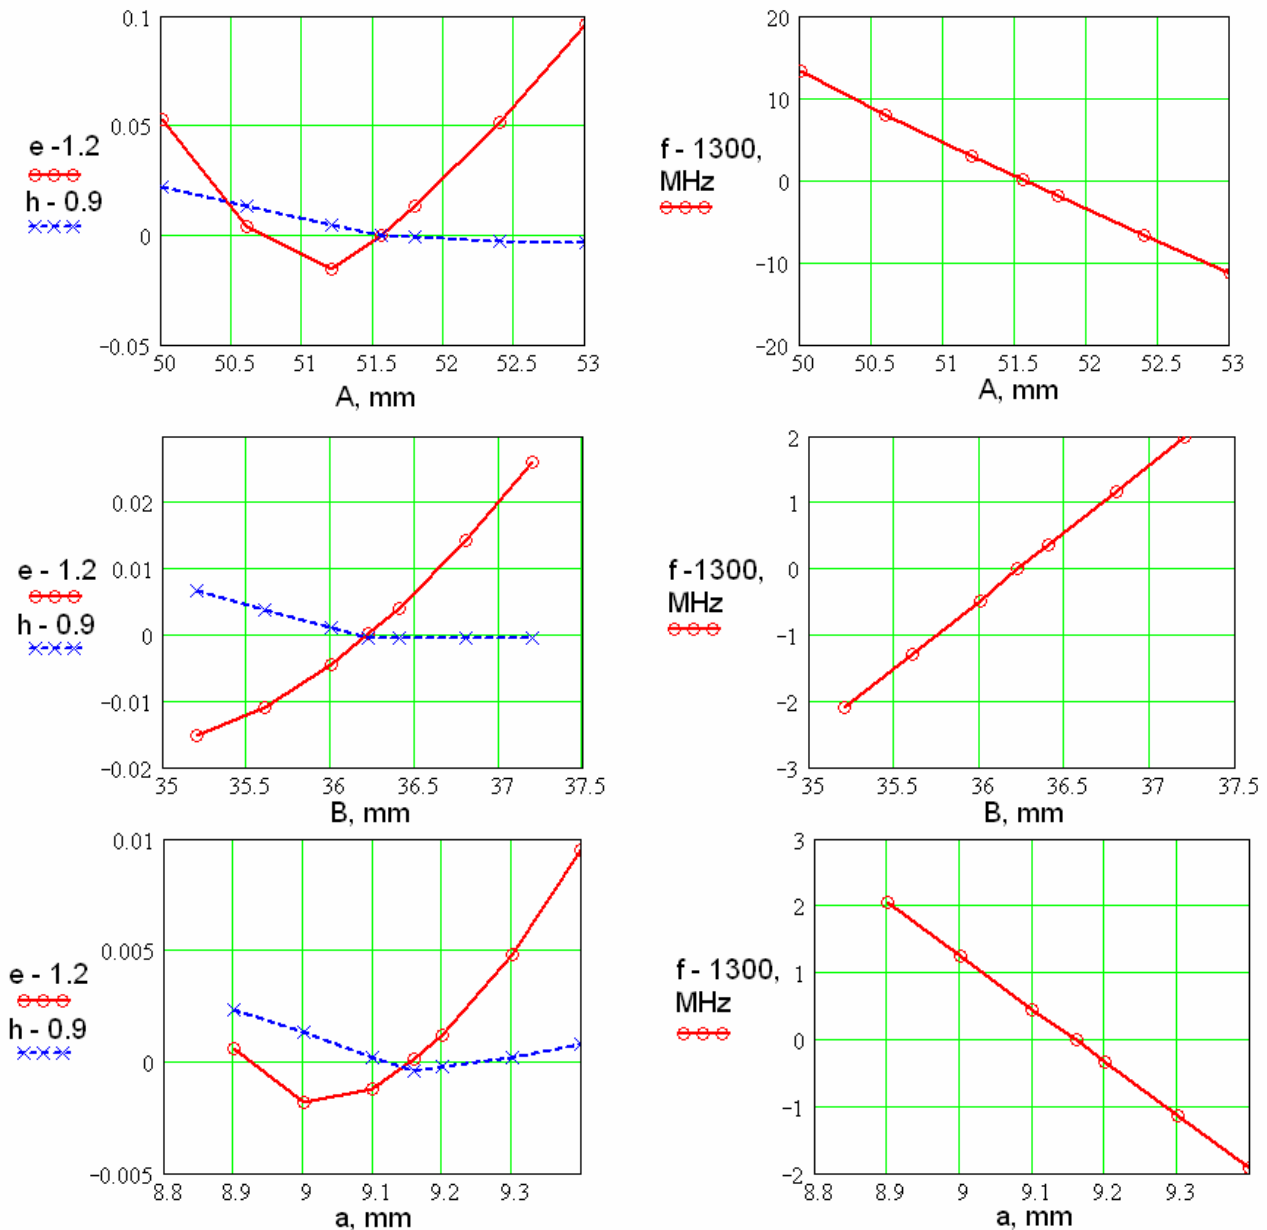 0.1
0.05
0
−0.05
e -1.2
h - 0.9
50 50.5 51 51.5 52 52.5 53
A, mm
20
10
0
−10
−20
f - 1300,
MHz
50 50.5 51 51.5 52 52.5 53
A, mm
0.02
0.01
0
−0.01
−0.02
e - 1.2
h - 0.9
35 35.5 36 36.5 37 37.5
B, mm
2
1
0
−1
−2
−3
f -1300,
MHz
35 35.5 36 36.5 37 37.5
B, mm
0.01
0.005
0
−0.005
e - 1.2
h - 0.9
8.8 8.9 9 9.1 9.2 9.3
a, mm
3
2
1
0
−1
−2
f - 1300,
MHz
8.8 8.9 9 9.1 9.2 9.3
a, mm